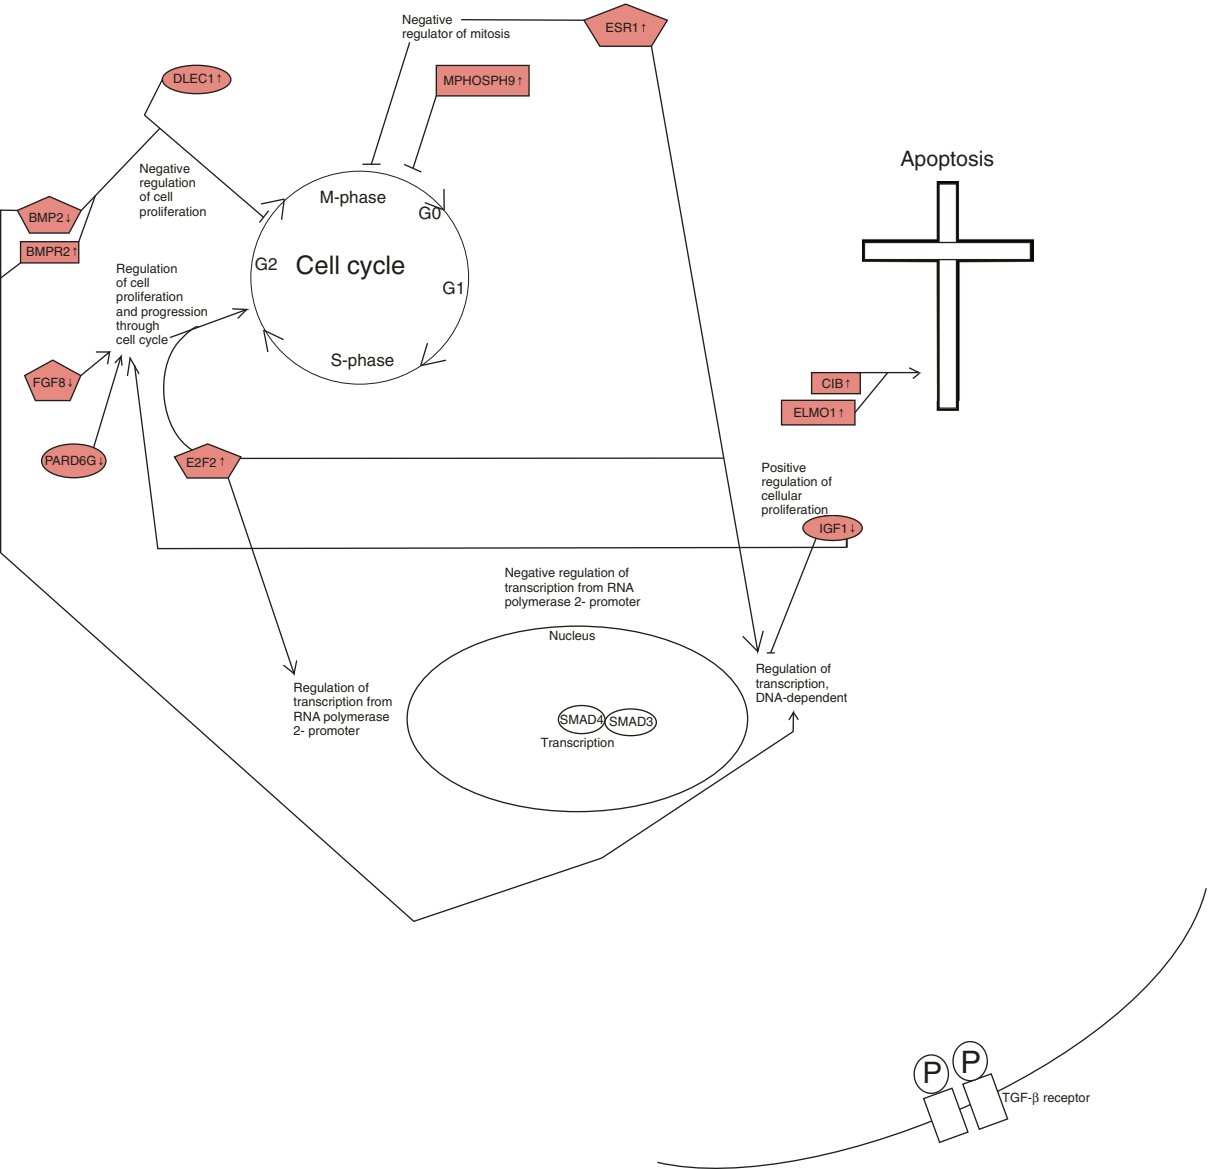 Negative
regulator of mitosis
ESR1↑
DLEC1↑
MPHOSPH9↑
Apoptosis
Negative
regulation
of cell
proliferation
M-phase
G0
BMP2↓
BMPR2↑
G2
Cell cycle
G1
Regulation
of cell
proliferation
and progression
through
cell cycle
S-phase
FGF8↓
CIB↑
ELMO1↑
PARD6G↓
E2F2↑
Positive
regulation of
cellular
proliferation
IGF1↓
Negative regulation of
transcription from RNA
polymerase 2- promoter
Nucleus
Regulation of
transcription,
DNA-dependent
Regulation of
transcription from
RNA polymerase
2- promoter
SMAD4
SMAD3
Transcription
P
P
TGF-β receptor